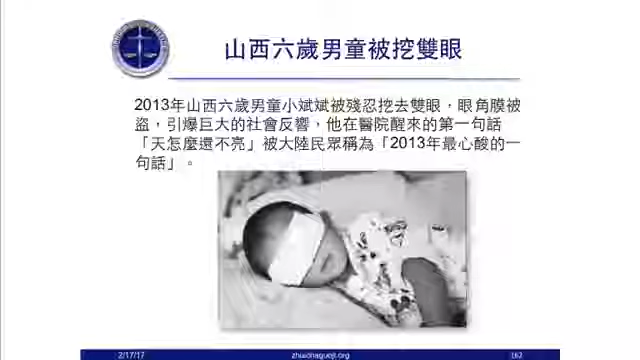 山西六歲男童被挖雙眼
2013年山西六歲男童小斌斌被殘忍挖去雙眼，眼角膜被
盜，引爆巨大的社會反響，他在醫院醒來的第一句話
「天怎麼還不亮」被大陸民眾稱為「2013年最心酸的一
句話」。
2/17/17
zhuichaguoji.org
162